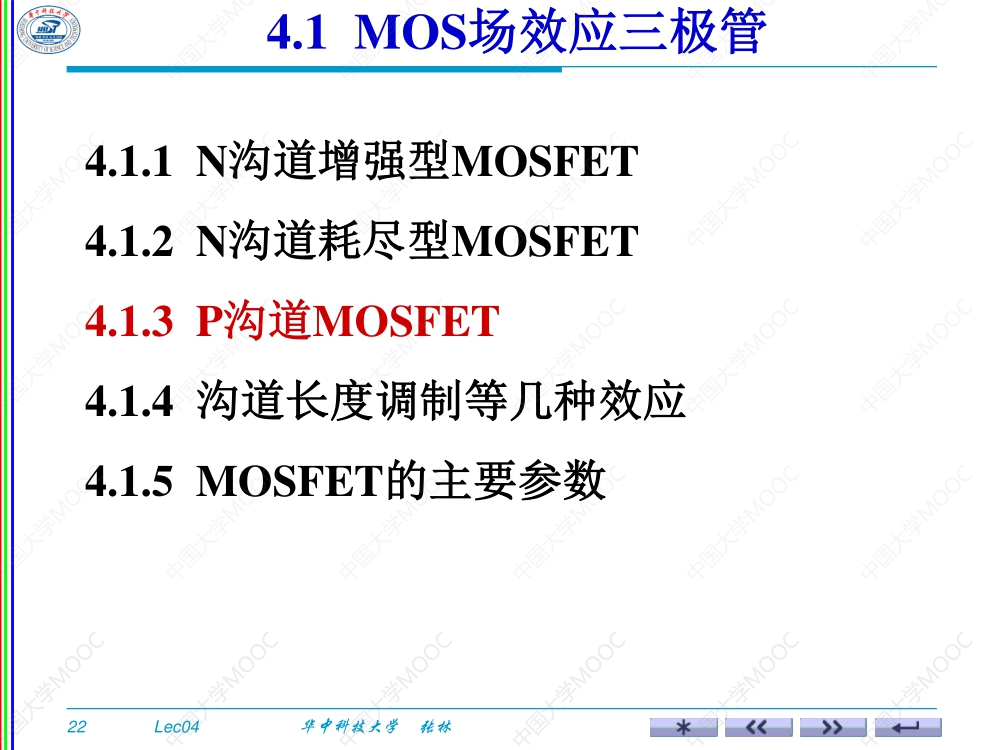 4.1 MOS场效应三极管
4.1.1 N沟道增强型MOSFET
4.1.2 N沟道耗尽型MOSFET
4.1.3 P沟道MOSFET
4.1.4 沟道长度调制等几种效应
4.1.5 MOSFET的主要参数
22 Lec04 华中科技大学 张林
中国大学MOOC